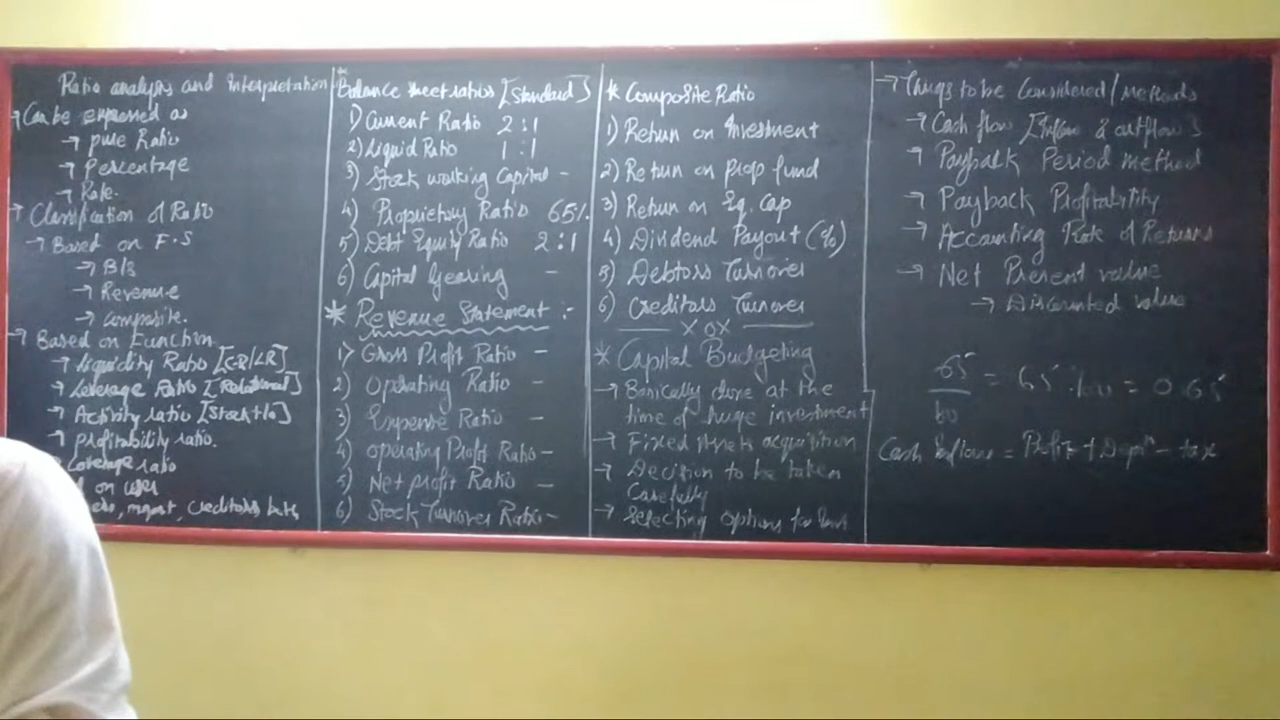 Ratio analysis and Interpretation
→ Can be expressed as
→ pure Ratio
→ Percentage
→ Rate.
→ Classification of Ratio
→ Based on F.S
→ B/s
→ Revenue
→ Composite.
→ Based on Function
→ Liquidity Ratio [CR/LR]
→ Leverage Ratio
→ Activity ratio [Stock t/o]
→ profitability ratio.
Coverage ratio
on user
mgmt, creditors
* Balance sheet ratios [Standard]
1) Current Ratio 2:1
2) Liquid Ratio 1:1
3) Stock working Capital -
4) Proprietory Ratio 65%
5) Debt Equity Ratio 2:1
6) Capital Gearing -
* Revenue Statement :-
1) Gross Profit Ratio -
2) Operating Ratio -
3) Expense Ratio -
4) Operating Profit Ratio -
5) Net profit Ratio -
6) Stock Turnover Ratio -
* Composite Ratio
1) Return on Investment
2) Return on prop fund
3) Return on Eq. Cap
4) Dividend Payout (%)
5) Debtors Turnover
6) Creditors Turnover
—— X OX ——
* Capital Budgeting
→ Basically done at the
time of huge investment
→ Fixed Assets acquisition
→ Decision to be taken
Carefully
→ Selecting options for
→ Things to be Considered/methods
→ Cash flow [Inflow & outflow]
→ Payback Period method
→ Payback Profitability
→ Accounting Rate of Returns
→ Net Present value
→ Discounted value
65 = 65 = 0.65
Cash Inflows = Profit + Depn - tax